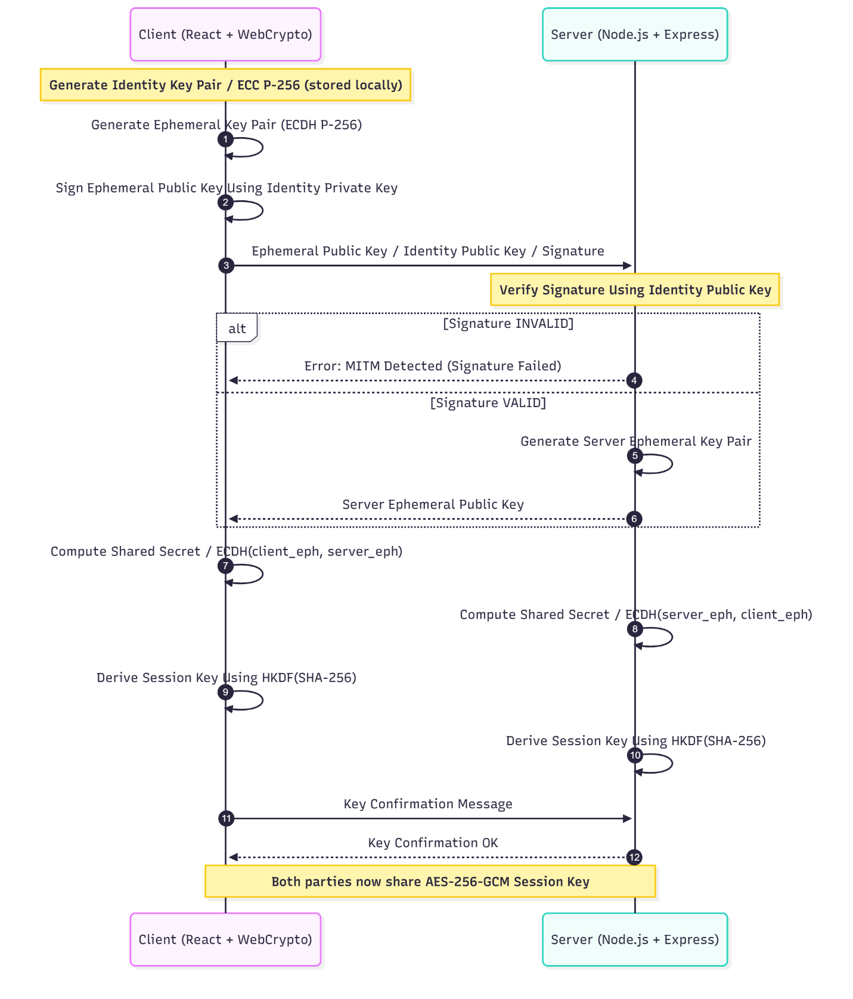 Client (React + WebCrypto)
Server (Node.js + Express)
Generate Identity Key Pair / ECC P-256 (stored locally)
Generate Ephemeral Key Pair (ECDH P-256)
1
Sign Ephemeral Public Key Using Identity Private Key
2
Ephemeral Public Key / Identity Public Key / Signature
3
Verify Signature Using Identity Public Key
alt
[Signature INVALID]
Error: MITM Detected (Signature Failed)
4
[Signature VALID]
Generate Server Ephemeral Key Pair
5
Server Ephemeral Public Key
6
Compute Shared Secret / ECDH(client_eph, server_eph)
7
Compute Shared Secret / ECDH(server_eph, client_eph)
8
Derive Session Key Using HKDF(SHA-256)
9
Derive Session Key Using HKDF(SHA-256)
10
Key Confirmation Message
11
Key Confirmation OK
12
Both parties now share AES-256-GCM Session Key
Client (React + WebCrypto)
Server (Node.js + Express)